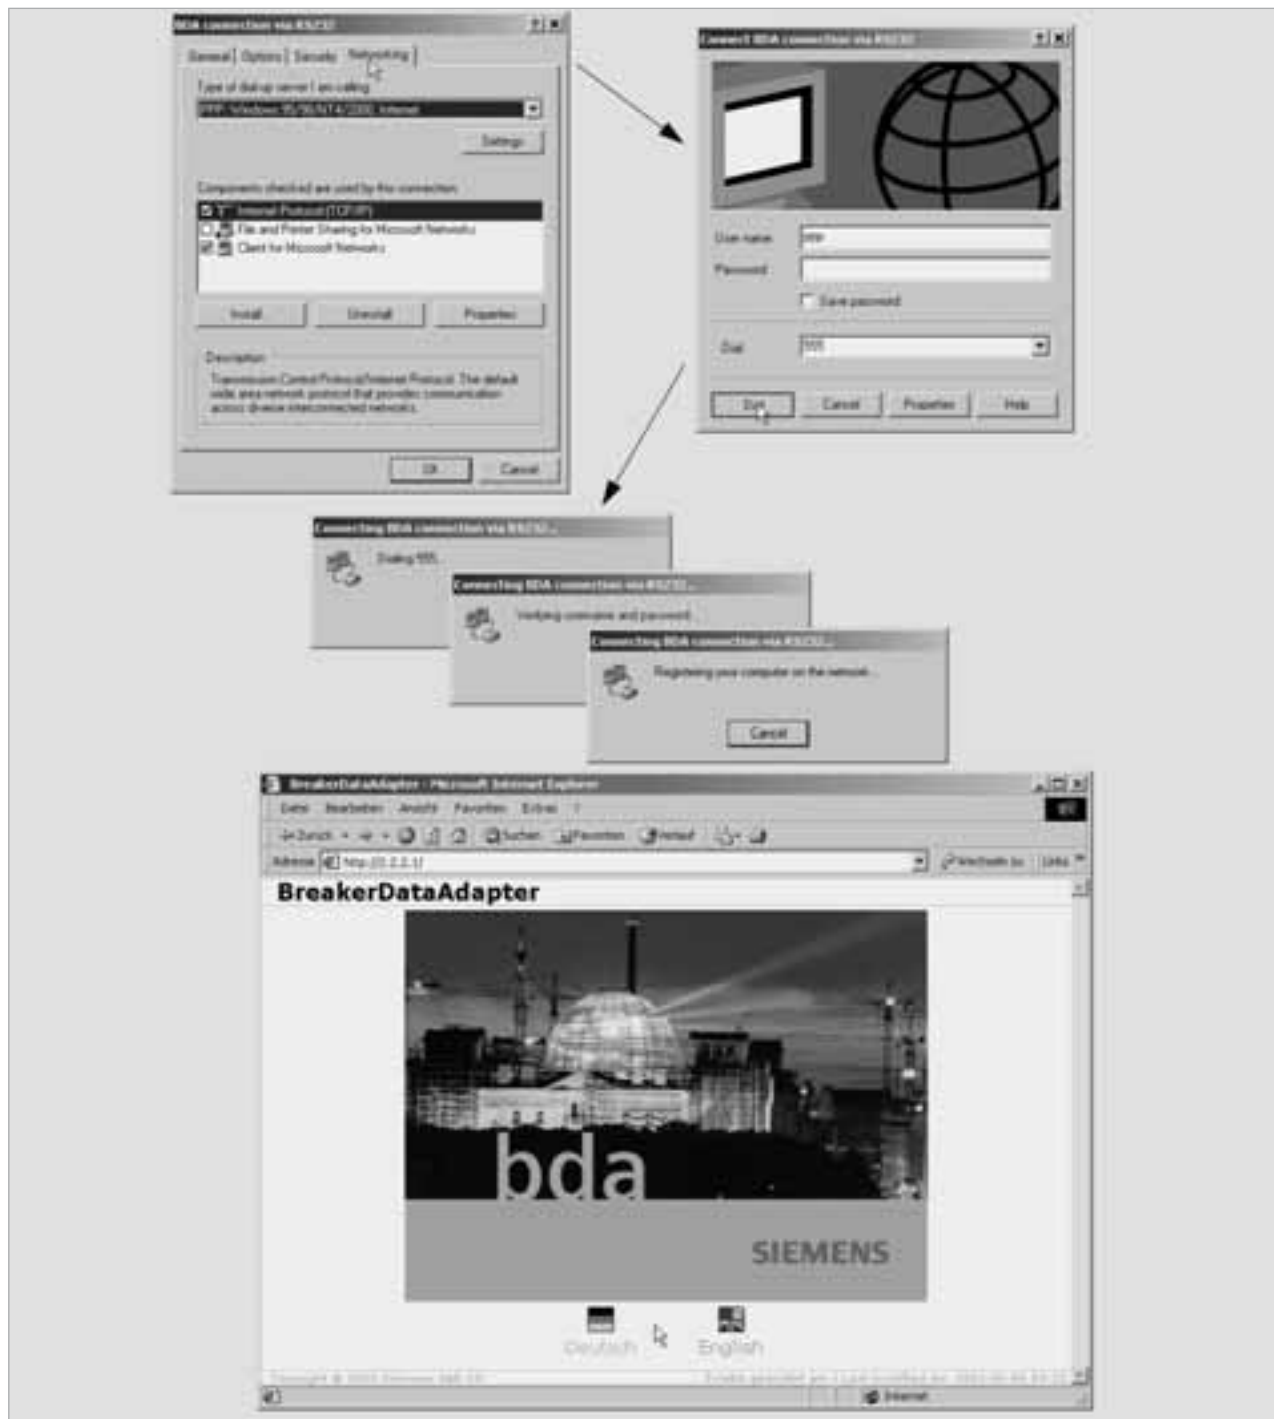 BDA connection via RS232
General Options Security Networking
Type of dial-up server I am calling:
PPP: Windows 95/98/NT4/2000, Internet
Settings
Components checked are used by this connection:
Internet Protocol (TCP/IP)
File and Printer Sharing for Microsoft Networks
Client for Microsoft Networks
Install... Uninstall Properties
Description
Transmission Control Protocol/Internet Protocol. The default
wide area network protocol that provides communication
across diverse interconnected networks.
OK Cancel
Connect BDA connection via RS232
User name:
Password:
Save password
Dial: 555
Dial Cancel Properties Help
Connecting BDA connection via RS232...
Dialing 555...
Connecting BDA connection via RS232...
Verifying username and password...
Connecting BDA connection via RS232...
Registering your computer on the network...
Cancel
BreakerDataAdapter - Microsoft Internet Explorer
Datei Bearbeiten Ansicht Favoriten Extras ?
Zurück Suchen Favoriten Verlauf
Adresse http://2.2.2.1/ Wechseln zu Links
BreakerDataAdapter
bda
SIEMENS
Deutsch English
Internet